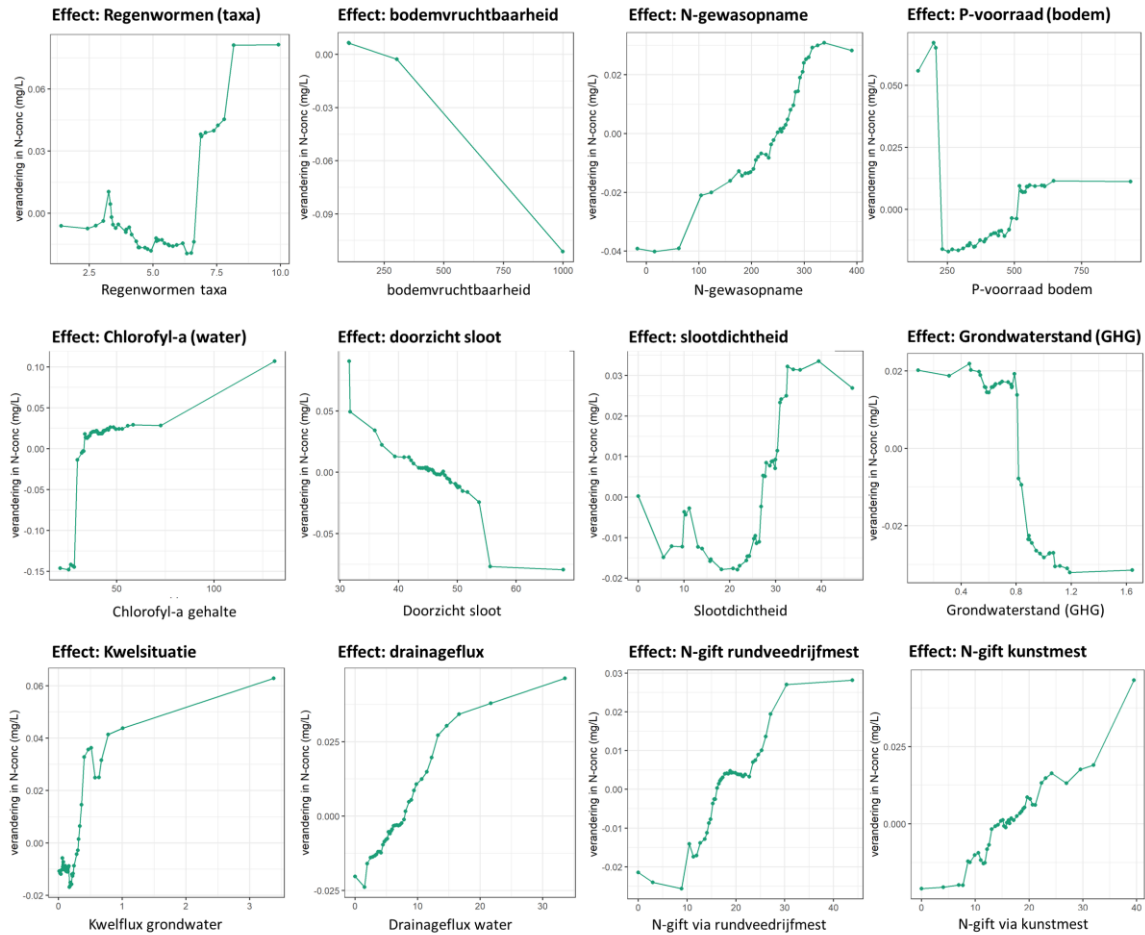 Effect: Regenwormen (taxa)
verandering in N-conc (mg/L)
0.06
0.03
0.00
2.5 5.0 7.5 10.0
Regenwormen taxa
Effect: bodemvruchtbaarheid
verandering in N-conc (mg/L)
0.00
-0.03
-0.06
-0.09
250 500 750 1000
bodemvruchtbaarheid
Effect: N-gewasopname
verandering in N-conc (mg/L)
0.02
0.00
-0.02
-0.04
0 100 200 300 400
N-gewasopname
Effect: P-voorraad (bodem)
verandering in N-conc (mg/L)
0.050
0.025
0.000
250 500 750
P-voorraad bodem
Effect: Chlorofyl-a (water)
verandering in N-conc (mg/L)
0.10
0.05
0.00
-0.05
-0.10
-0.15
50 100
Chlorofyl-a gehalte
Effect: doorzicht sloot
verandering in N-conc (mg/L)
0.05
0.00
-0.05
30 40 50 60
Doorzicht sloot
Effect: slootdichtheid
verandering in N-conc (mg/L)
0.03
0.02
0.01
0.00
-0.01
-0.02
0 10 20 30 40
Slootdichtheid
Effect: Grondwaterstand (GHG)
verandering in N-conc (mg/L)
0.02
0.00
-0.02
0.4 0.8 1.2 1.6
Grondwaterstand (GHG)
Effect: Kwelsituatie
verandering in N-conc (mg/L)
0.06
0.04
0.02
0.00
-0.02
0 1 2 3
Kwelflux grondwater
Effect: drainageflux
verandering in N-conc (mg/L)
0.025
0.000
-0.025
0 10 20 30
Drainageflux water
Effect: N-gift rundveedrijfmest
verandering in N-conc (mg/L)
0.03
0.02
0.01
0.00
-0.01
-0.02
0 10 20 30 40
N-gift via rundveedrijfmest
Effect: N-gift kunstmest
verandering in N-conc (mg/L)
0.025
0.000
0 10 20 30 40
N-gift via kunstmest